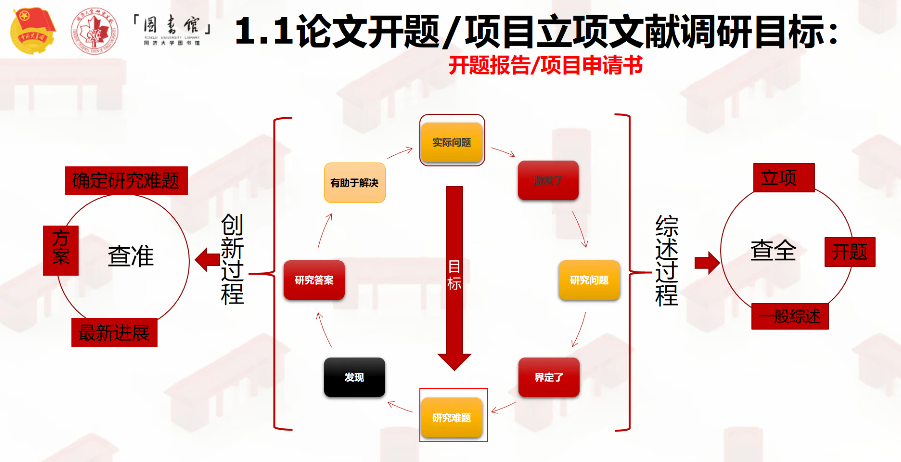 「图书馆」
TONGJI UNIVERSITY LIBRARY
同济大学图书馆
1.1论文开题/项目立项文献调研目标：
开题报告/项目申请书
实际问题
研究问题
界定了
研究难题
发现
研究答案
有助于解决
目标
创新过程
查准
确定研究难题
方案
最新进展
综述过程
查全
立项
开题
一般综述